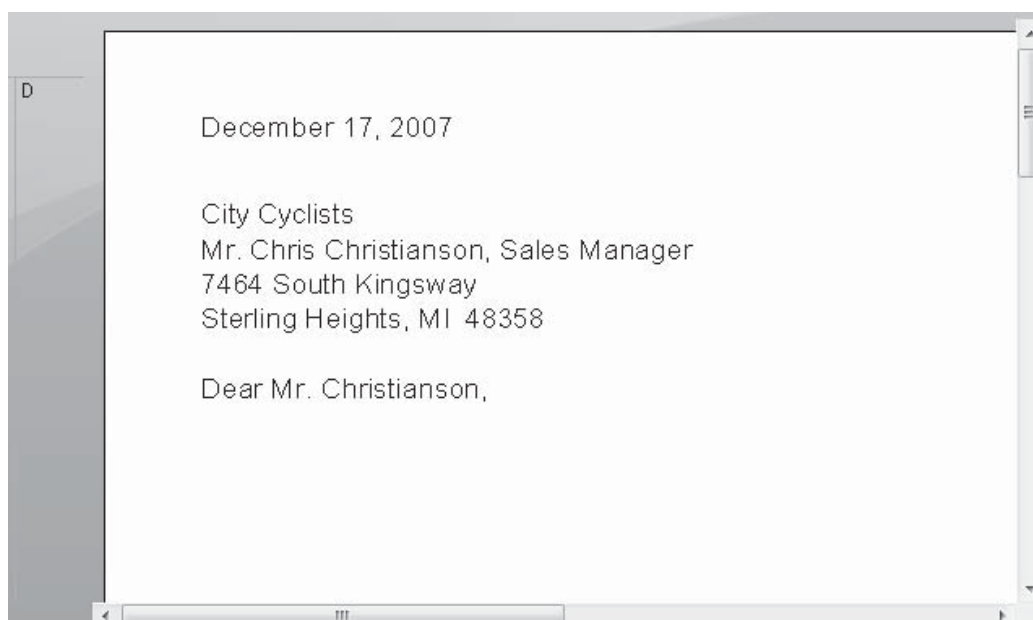 D
December 17, 2007
City Cyclists
Mr. Chris Christianson, Sales Manager
7464 South Kingsway
Sterling Heights, MI  48358
Dear Mr. Christianson,